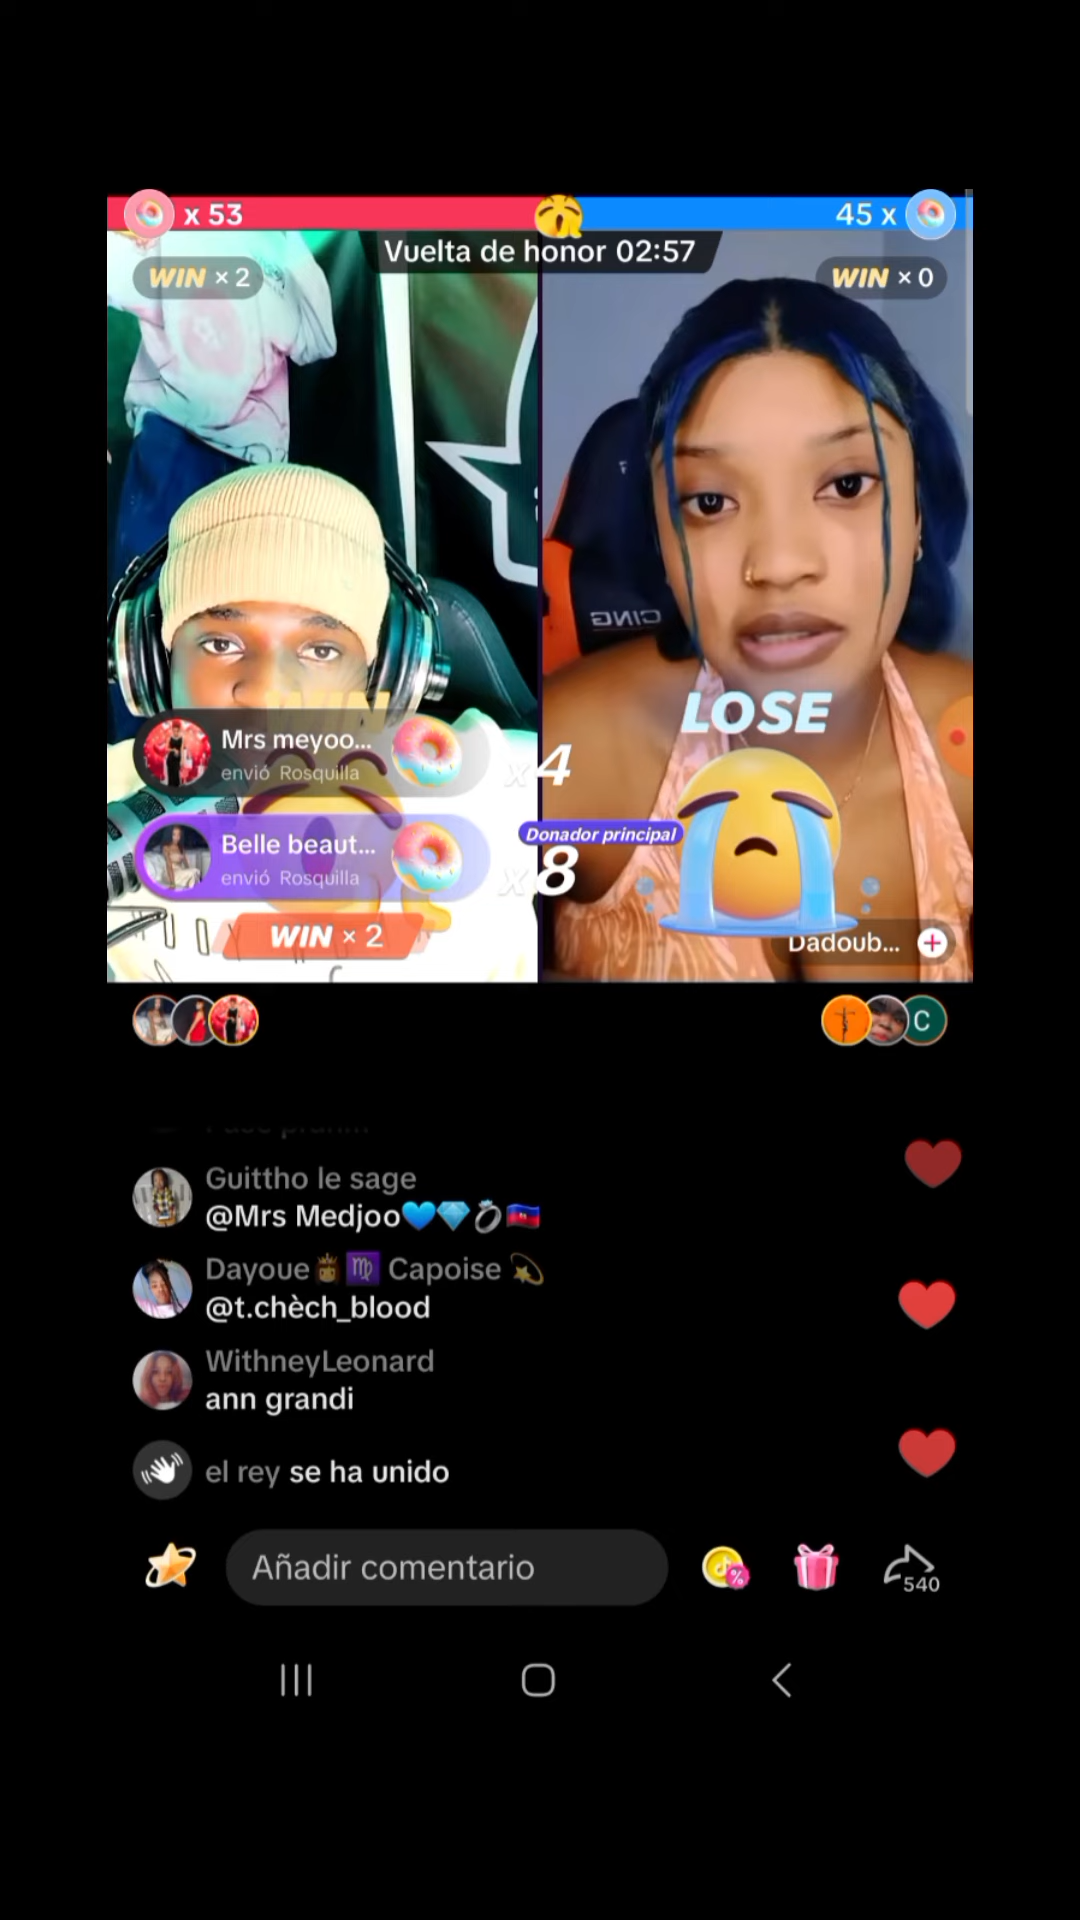 x 53
45 x
Vuelta de honor 02:57
WIN × 2
WIN × 0
CING
WIN
LOSE
Mrs meyoo...
envió Rosquilla
x4
Donador principal
Belle beaut...
envió Rosquilla
x8
WIN × 2
Dadoub...
C
Guittho le sage
@Mrs Medjoo💙💎💍🇭🇹
Dayoue👸🏾♍ Capoise 💫
@t.chèch_blood
WithneyLeonard
ann grandi
el rey se ha unido
Añadir comentario
%
540